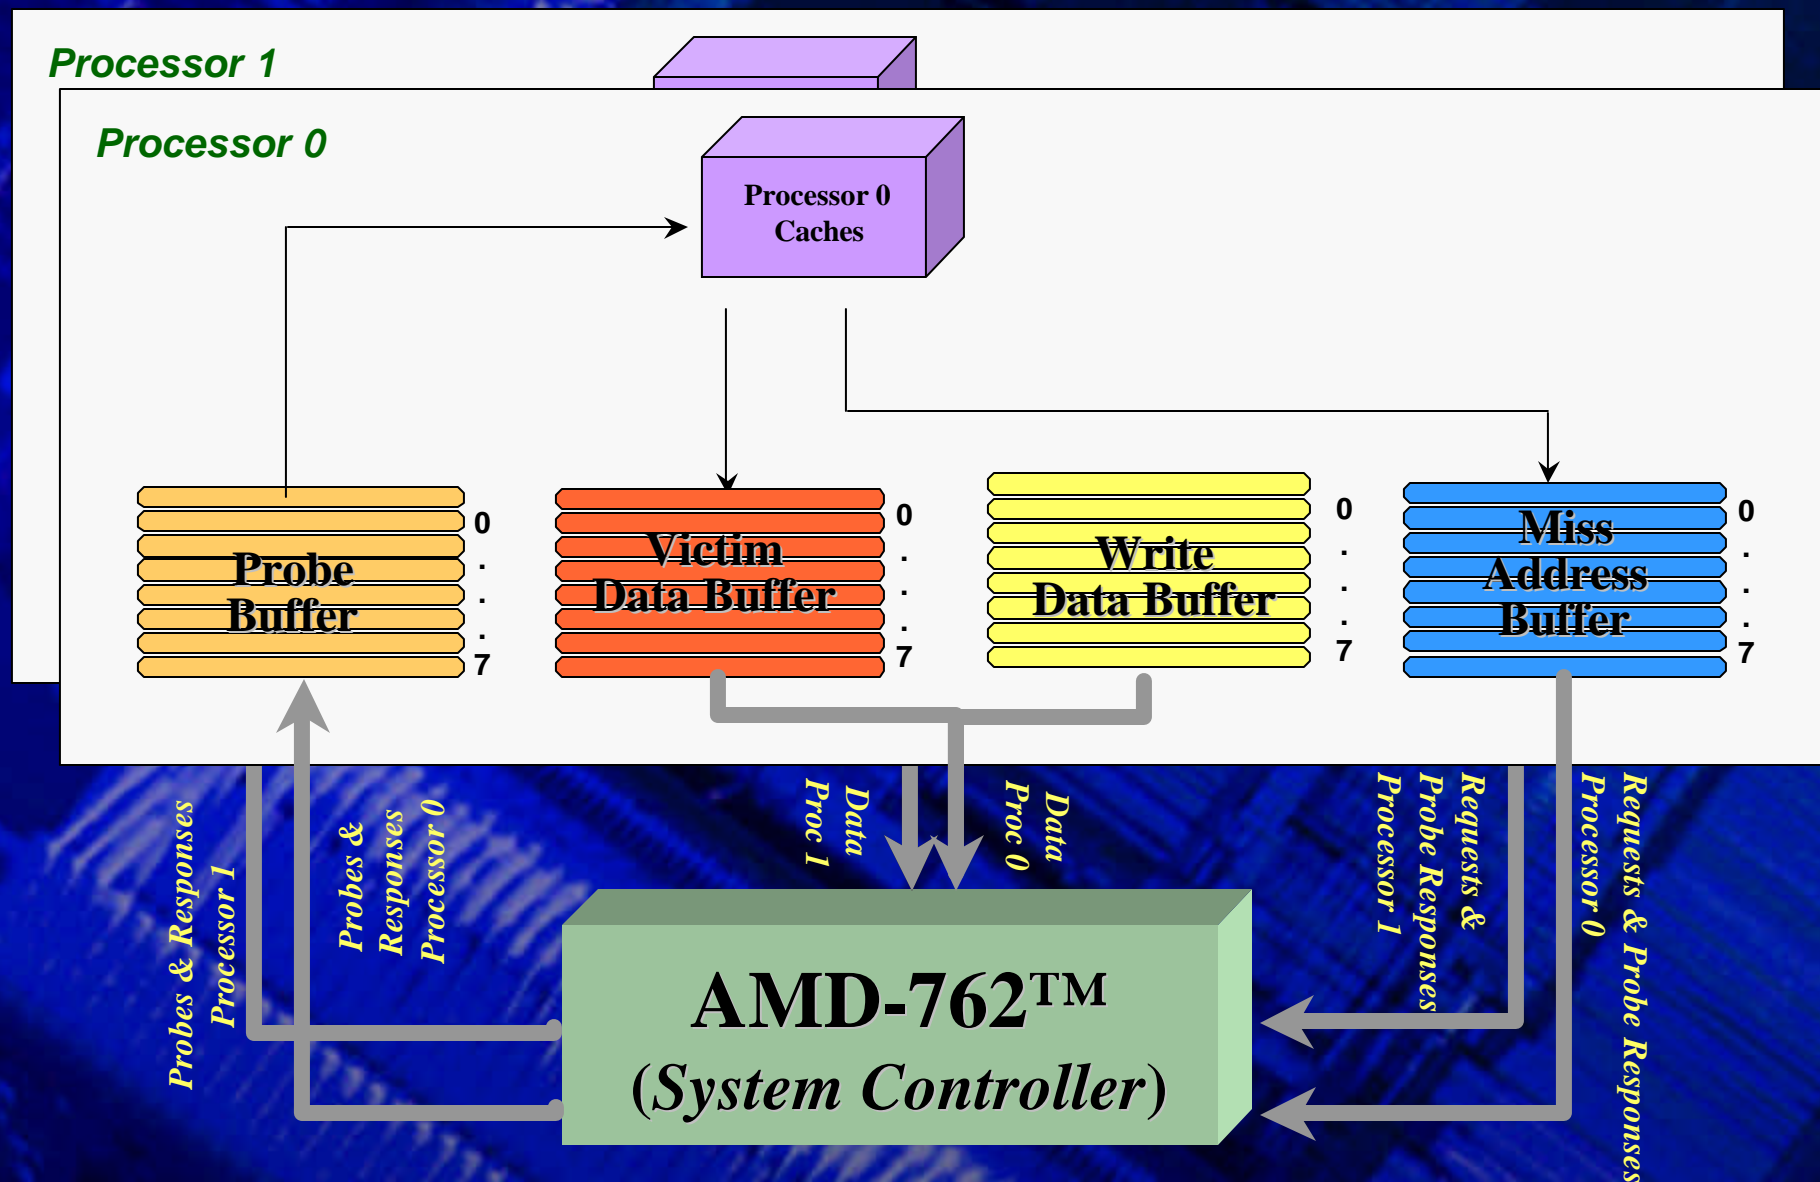 Processor 1
Processor 0
Processor 0
Caches
Probe
Buffer
0
.
.
.
7
Victim
Data Buffer
0
.
.
.
7
Write
Data Buffer
0
.
.
.
7
Miss
Address
Buffer
0
.
.
.
7
Probes & Responses
Processor 1
Probes &
Responses
Processor 0
Data
Proc 1
Data
Proc 0
Requests &
Probe Responses
Processor 1
Requests & Probe Responses
Processor 0
AMD-762™
(System Controller)